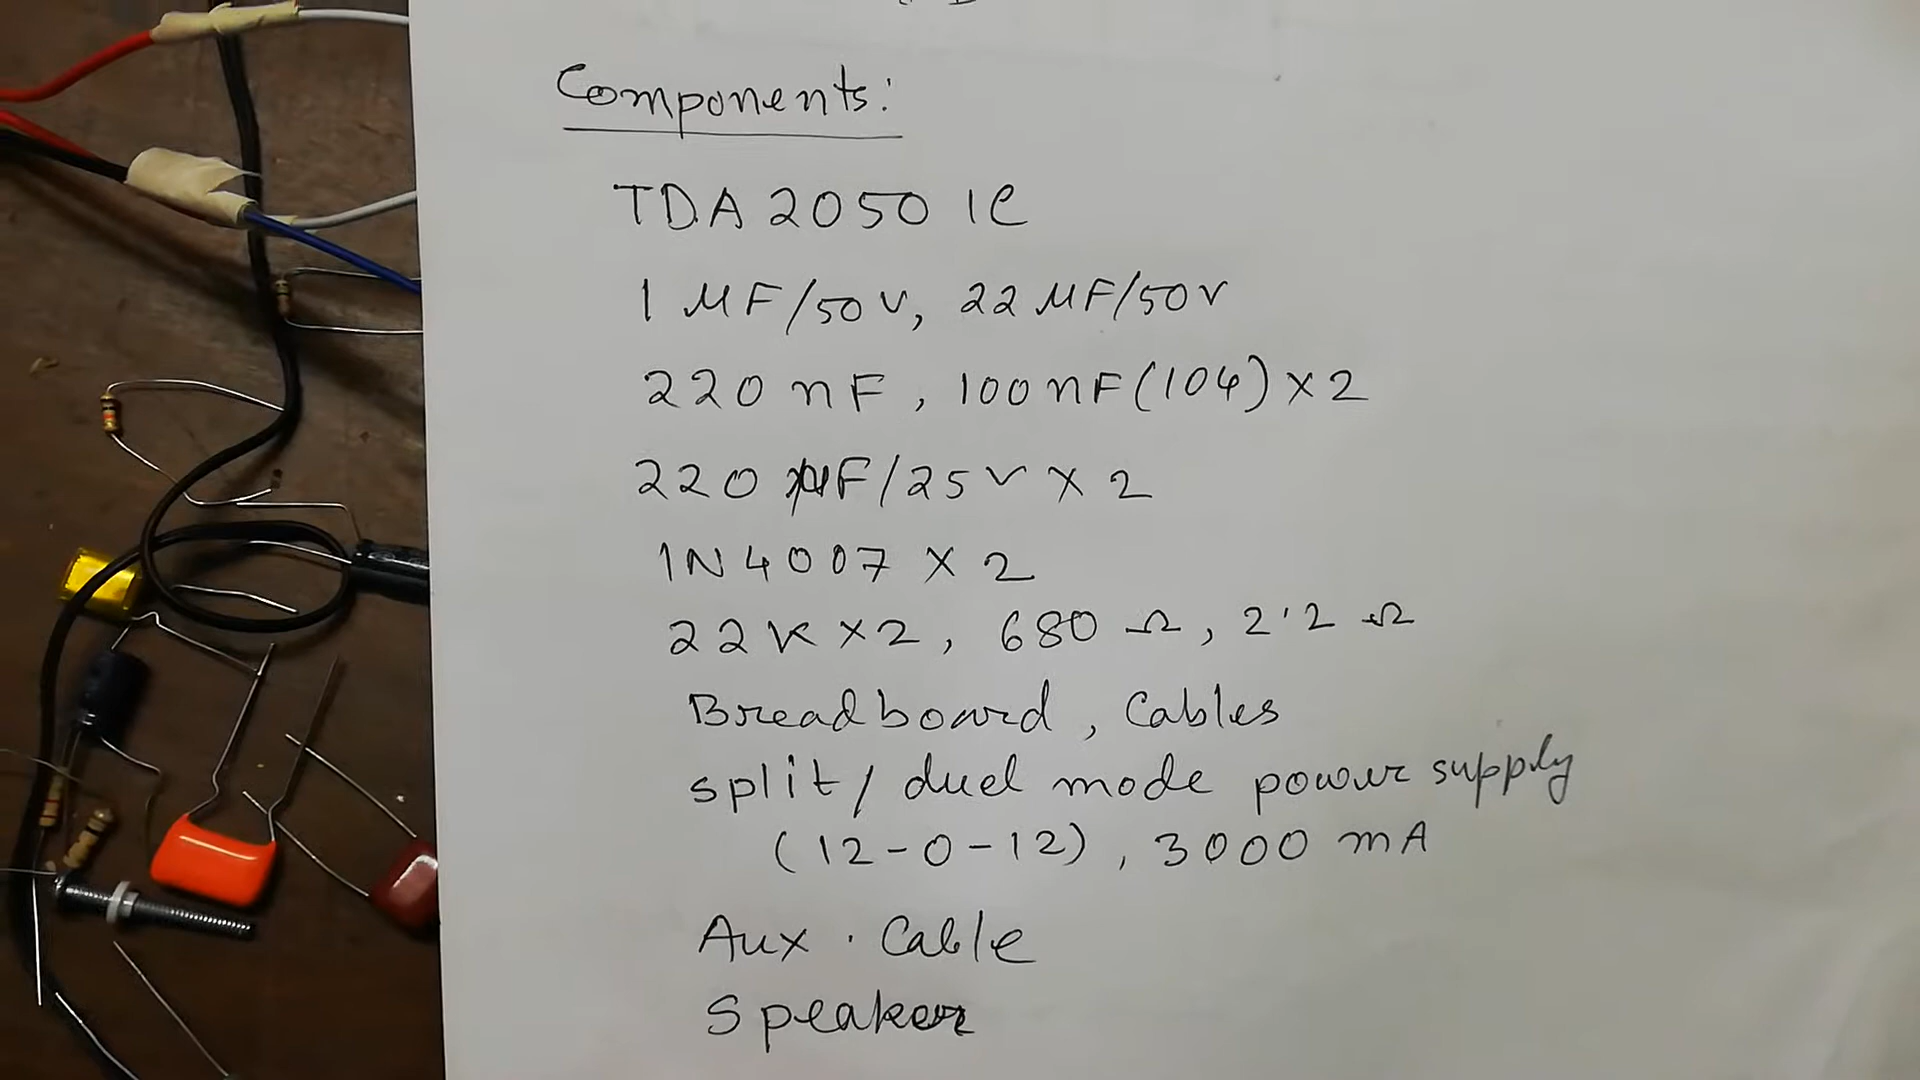 Components:
TDA 2050 IC
1 μF/50v, 22 μF/50v
220 nF, 100nF(104) x 2
220 μF/25v x 2
1N4007 x 2
22K x 2, 680 Ω, 2.2 Ω
Breadboard, Cables
split/duel mode power supply
(12-0-12), 3000 mA
Aux. Cable
Speaker